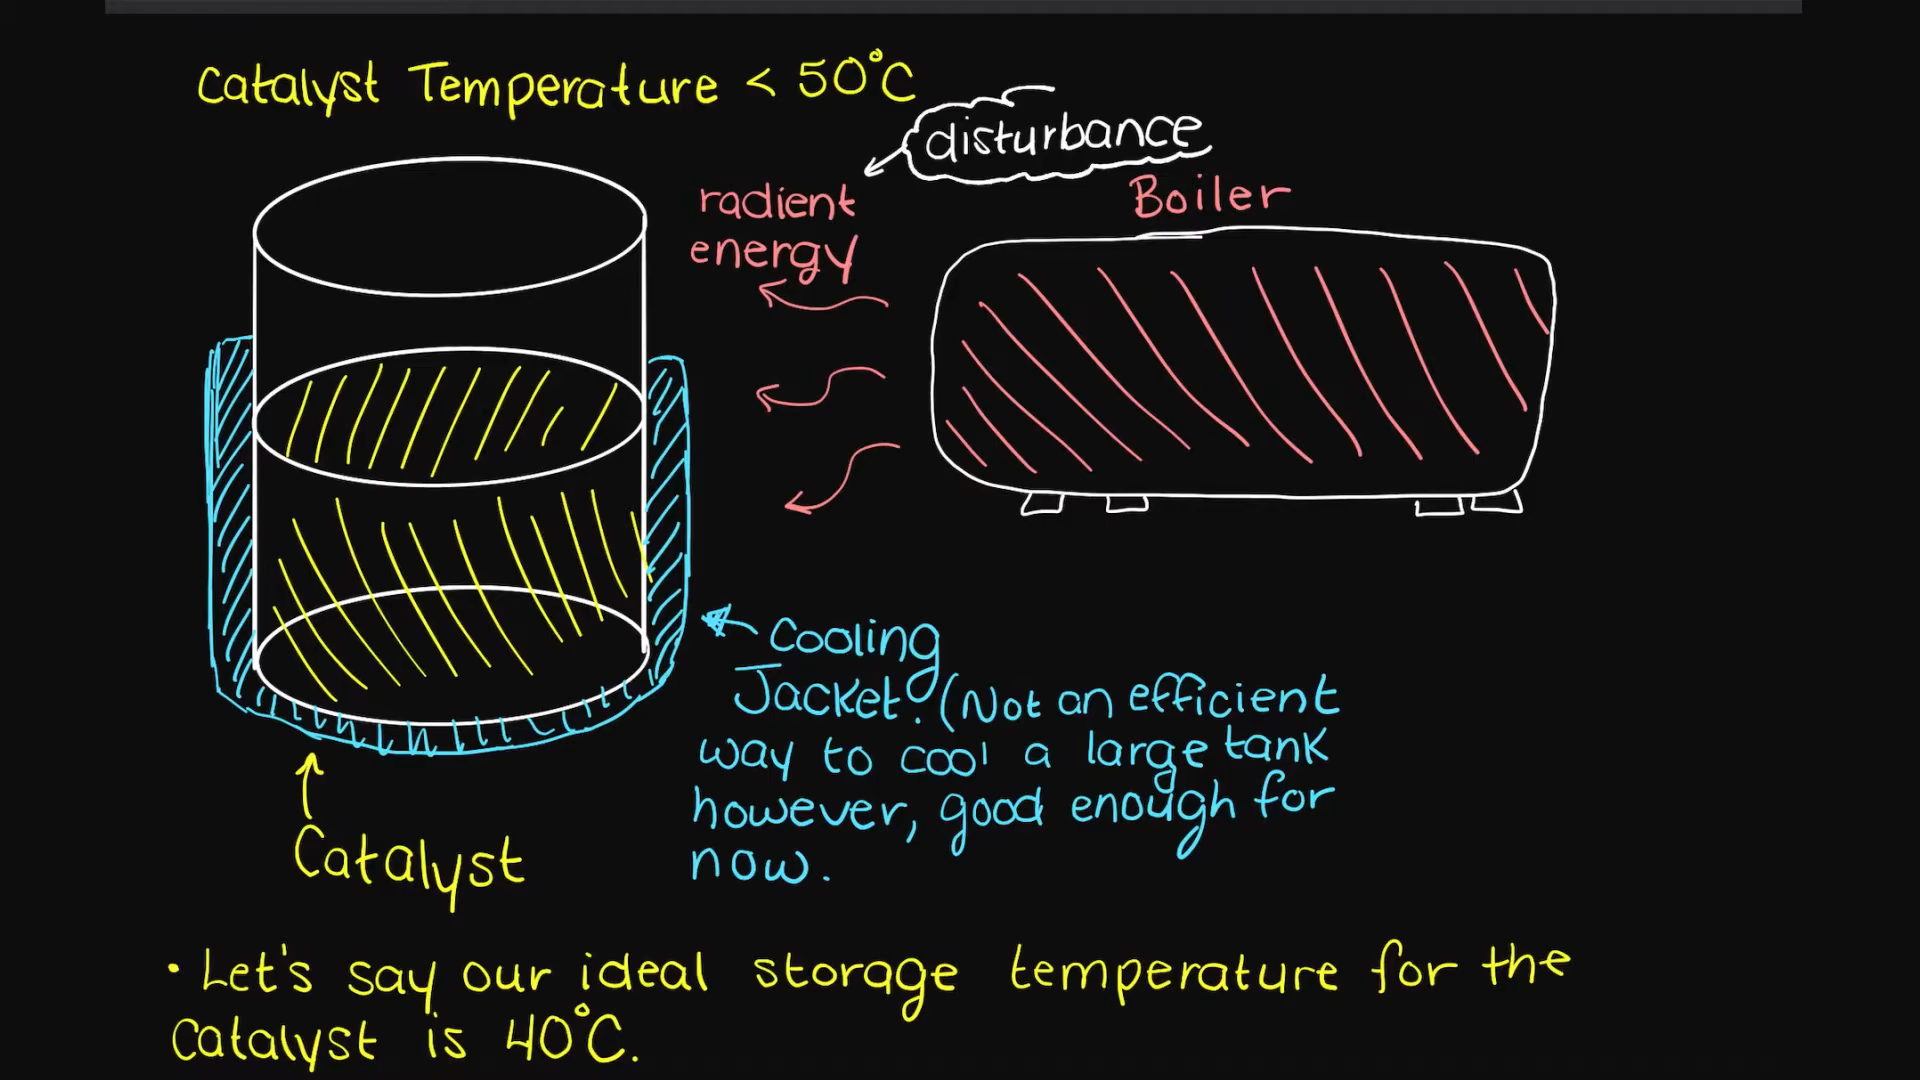 Catalyst Temperature < 50°C
disturbance
radient
energy
Boiler
Cooling
Jacket. (Not an efficient
way to cool a large tank
however, good enough for
now.
Catalyst
• Let's say our ideal storage temperature for the
Catalyst is 40°C.